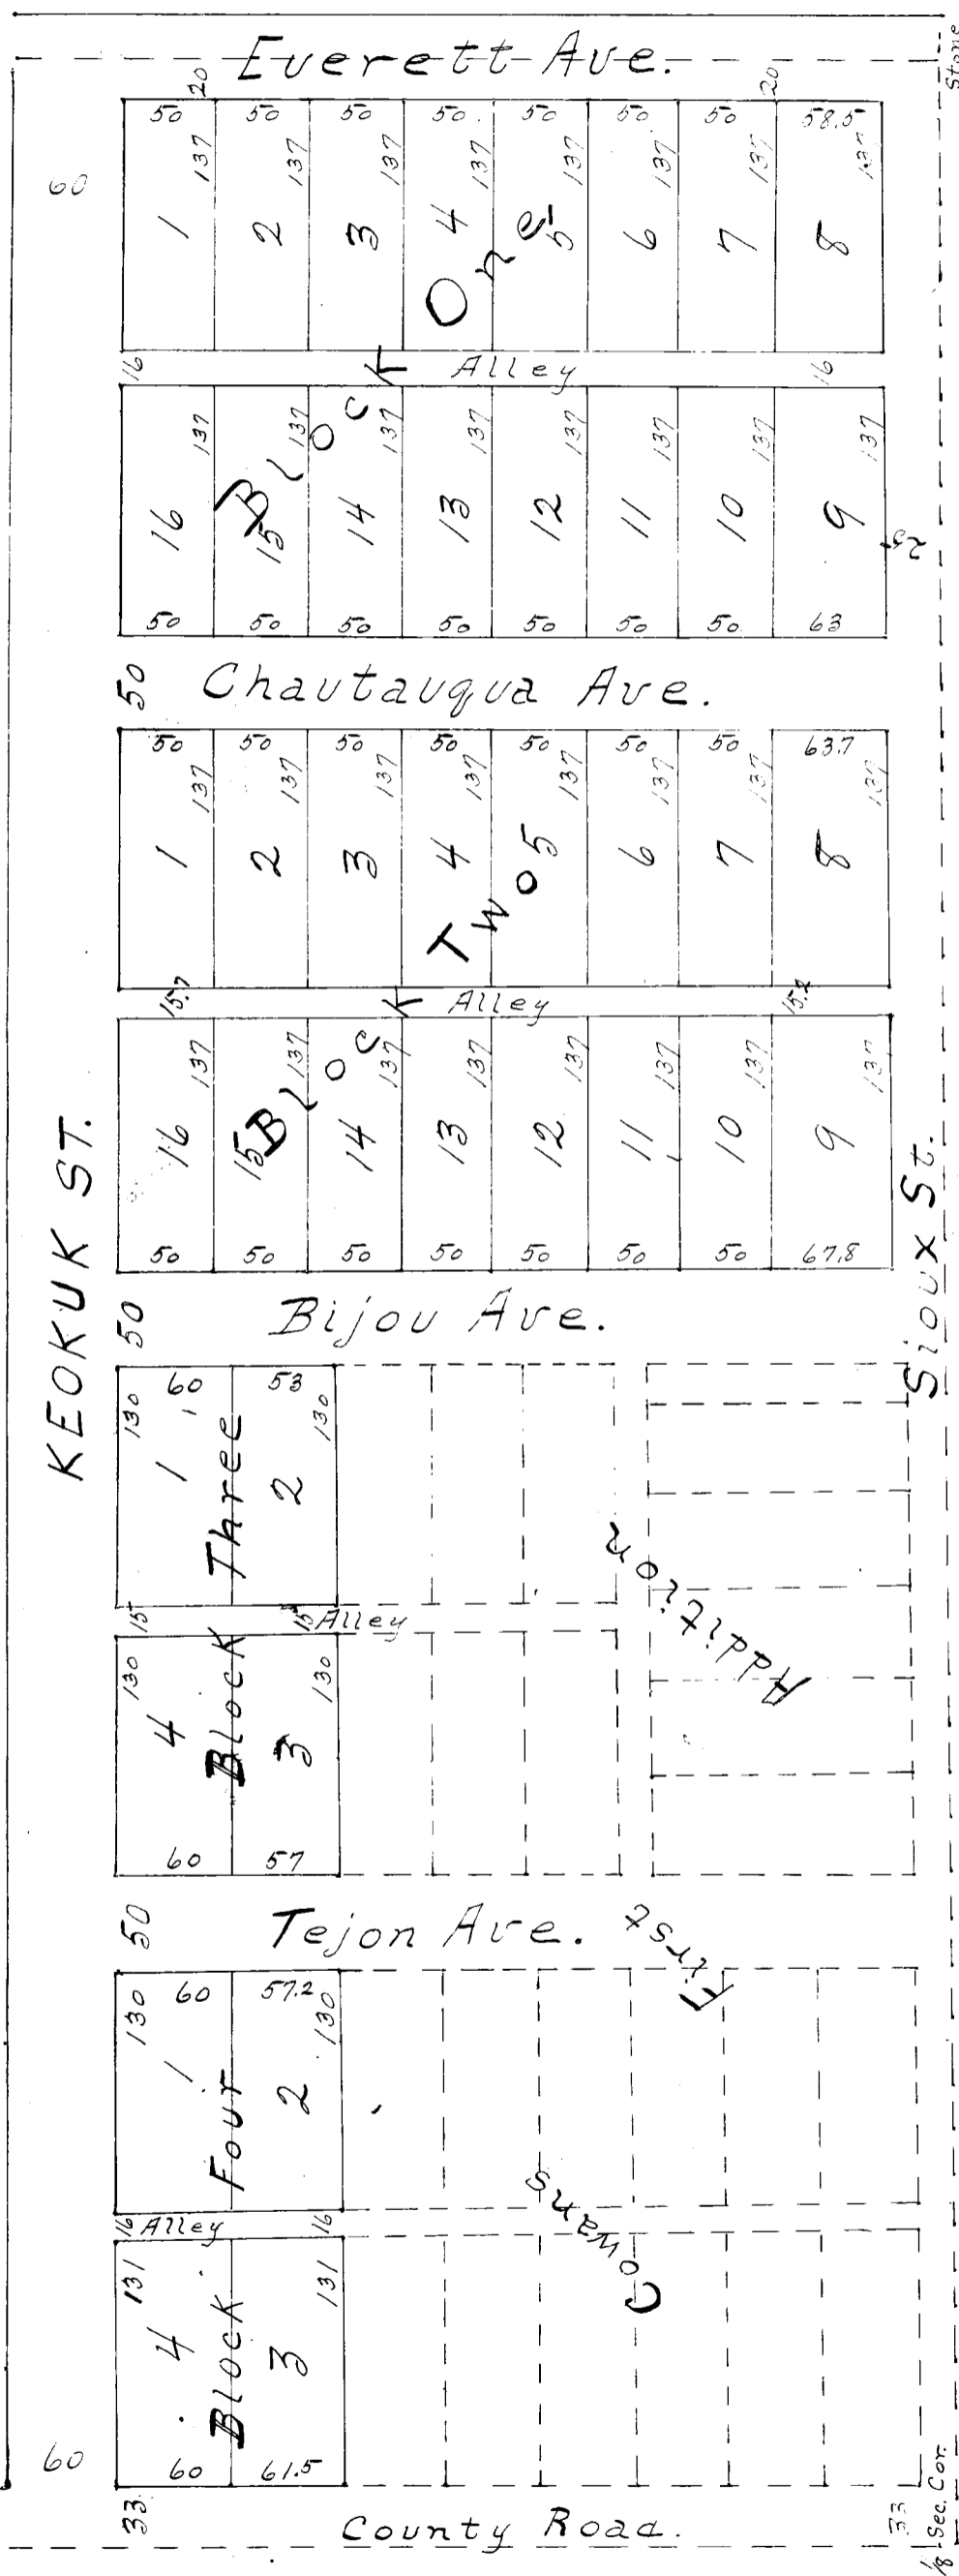 Everett Ave.
Stone
60
20 20
50 50 50 50 50 50 50 58.5
137 137 137 137 137 137 137 137
1 2 3 4 5 6 7 8
Block One
16 Alley 16
137 137 137 137 137 137 137 137
16 15 14 13 12 11 10 9
25
50 50 50 50 50 50 50 63
50 Chautauqua Ave.
50 50 50 50 50 50 50 63.7
137 137 137 137 137 137 137 137
1 2 3 4 5 6 7 8
Block Two
15.7 Alley 15.2
137 137 137 137 137 137 137 137
16 15 14 13 12 11 10 9
50 50 50 50 50 50 50 67.8
KEOKUK ST.
Sioux St.
50 Bijou Ave.
60 53
130 130
1 2
Block Three
15 15 Alley
130 130
4 3
60 57
50 Tejon Ave.
60 57.2
130 130
1 2
Block Four
16 Alley 16
131 131
4 3
60 61.5
Cowans First Addition
60
33 County Road. 33
1/8 Sec. Cor.